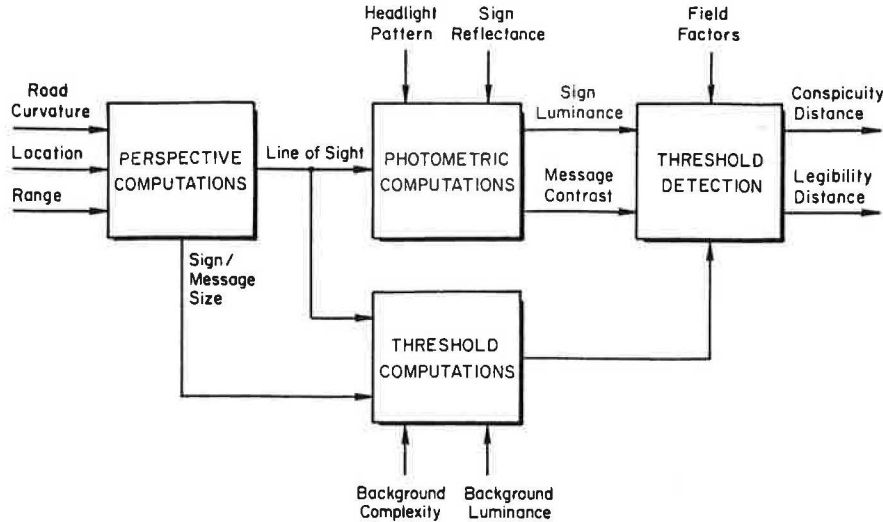 Headlight
Pattern
Sign
Reflectance
Field
Factors
Road
Curvature
Location
Range
PERSPECTIVE
COMPUTATIONS
Line of Sight
PHOTOMETRIC
COMPUTATIONS
Sign
Luminance
Message
Contrast
THRESHOLD
DETECTION
Conspicuity
Distance
Legibility
Distance
Sign/
Message
Size
THRESHOLD
COMPUTATIONS
Background
Complexity
Background
Luminance